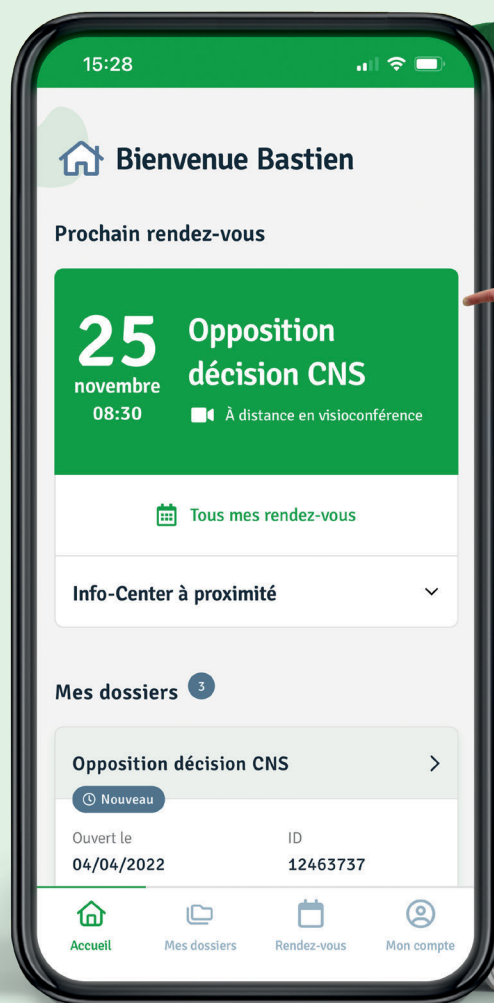 15:28
Bienvenue Bastien
Prochain rendez-vous
25
novembre
08:30
Opposition
décision CNS
À distance en visioconférence
Tous mes rendez-vous
Info-Center à proximité
Mes dossiers 3
Opposition décision CNS
Nouveau
Ouvert le
04/04/2022
ID
12463737
Accueil
Mes dossiers
Rendez-vous
Mon compte